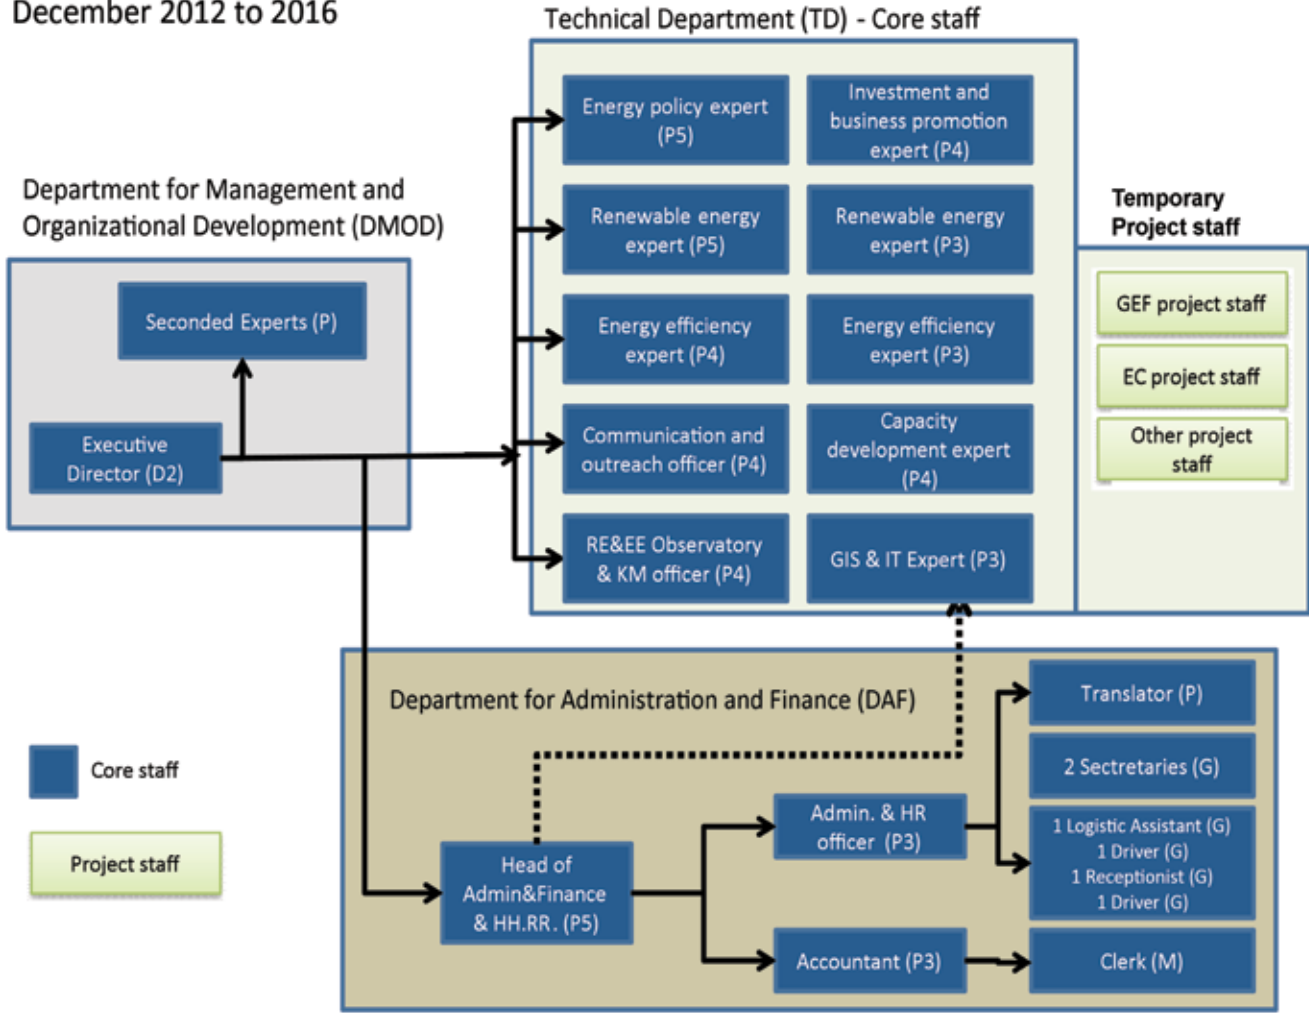 December 2012 to 2016
Technical Department (TD) - Core staff
Energy policy expert
(P5)
Investment and
business promotion
expert (P4)
Department for Management and
Organizational Development (DMOD)
Renewable energy
expert (P5)
Renewable energy
expert (P3)
Temporary
Project staff
Seconded Experts (P)
Energy efficiency
expert (P4)
Energy efficiency
expert (P3)
GEF project staff
EC project staff
Other project
staff
Executive
Director (D2)
Communication and
outreach officer (P4)
Capacity
development expert
(P4)
RE&EE Observatory
& KM officer (P4)
GIS & IT Expert (P3)
Department for Administration and Finance (DAF)
Translator (P)
2 Sectretaries (G)
Core staff
Project staff
Admin. & HR
officer (P3)
1 Logistic Assistant (G)
1 Driver (G)
1 Receptionist (G)
1 Driver (G)
Head of
Admin&Finance
& HH.RR. (P5)
Accountant (P3)
Clerk (M)